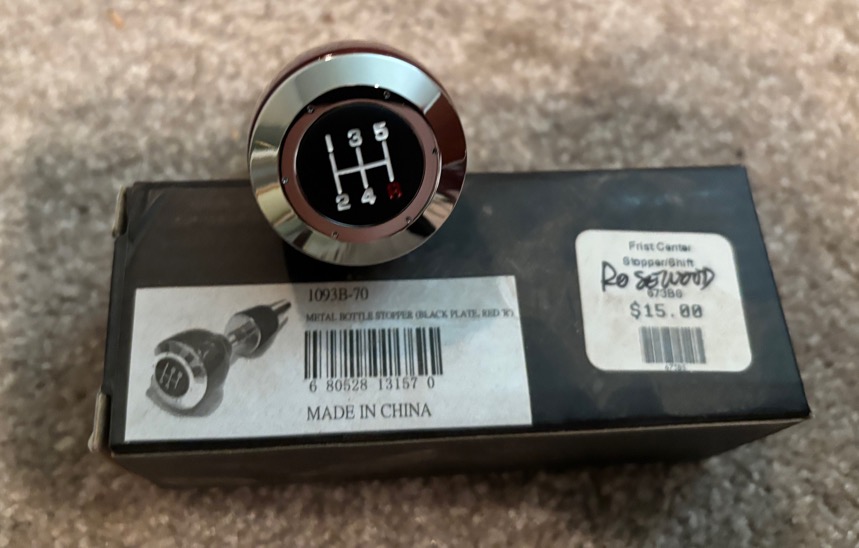 1 3 5
2 4 R
1093B-70
METAL BOTTLE STOPPER (BLACK PLATE, RED 'R')
6 80528 13157 0
MADE IN CHINA
Frist Center
Stopper/Shift
ROSEWOOD
$15.00